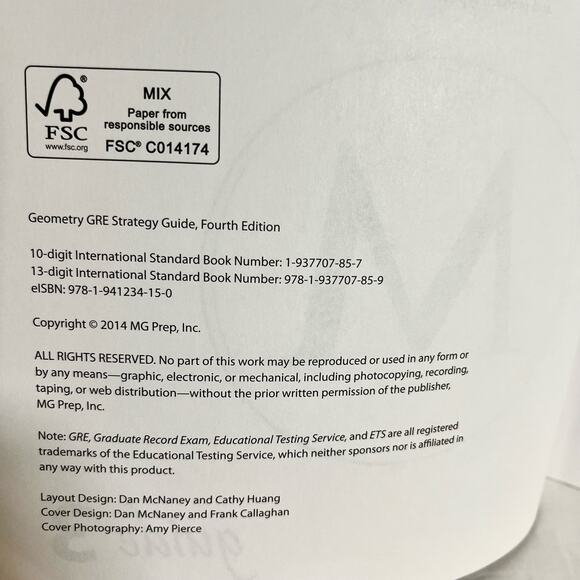 MIX
Paper from
responsible sources
FSC® C014174
FSC®
www.fsc.org
Geometry GRE Strategy Guide, Fourth Edition
10-digit International Standard Book Number: 1-937707-85-7
13-digit International Standard Book Number: 978-1-937707-85-9
eISBN: 978-1-941234-15-0
Copyright © 2014 MG Prep, Inc.
ALL RIGHTS RESERVED. No part of this work may be reproduced or used in any form or
by any means—graphic, electronic, or mechanical, including photocopying, recording,
taping, or web distribution—without the prior written permission of the publisher,
MG Prep, Inc.
Note: GRE, Graduate Record Exam, Educational Testing Service, and ETS are all registered
trademarks of the Educational Testing Service, which neither sponsors nor is affiliated in
any way with this product.
Layout Design: Dan McNaney and Cathy Huang
Cover Design: Dan McNaney and Frank Callaghan
Cover Photography: Amy Pierce